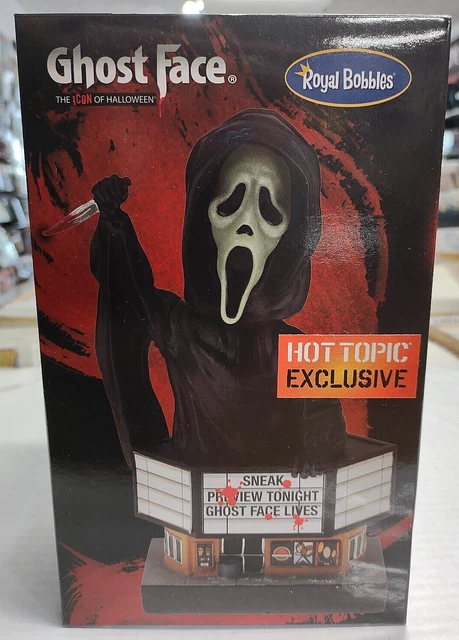 Ghost Face®
THE ICON OF HALLOWEEN
Royal Bobbles®
HOT TOPIC
EXCLUSIVE
SNEAK
PREVIEW TONIGHT
GHOST FACE LIVES